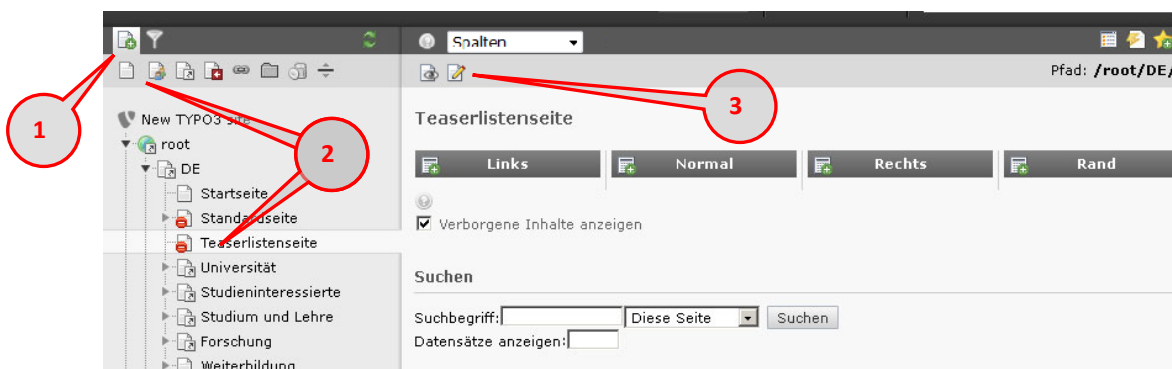 Spalten
Pfad: /root/DE/
1
2
3
New TYPO3 site
root
DE
Startseite
Standardseite
Teaserlistenseite
Universität
Studieninteressierte
Studium und Lehre
Forschung
Weiterbildung
Teaserlistenseite
Links Normal Rechts Rand
Verborgene Inhalte anzeigen
Suchen
Suchbegriff: Diese Seite Suchen
Datensätze anzeigen: